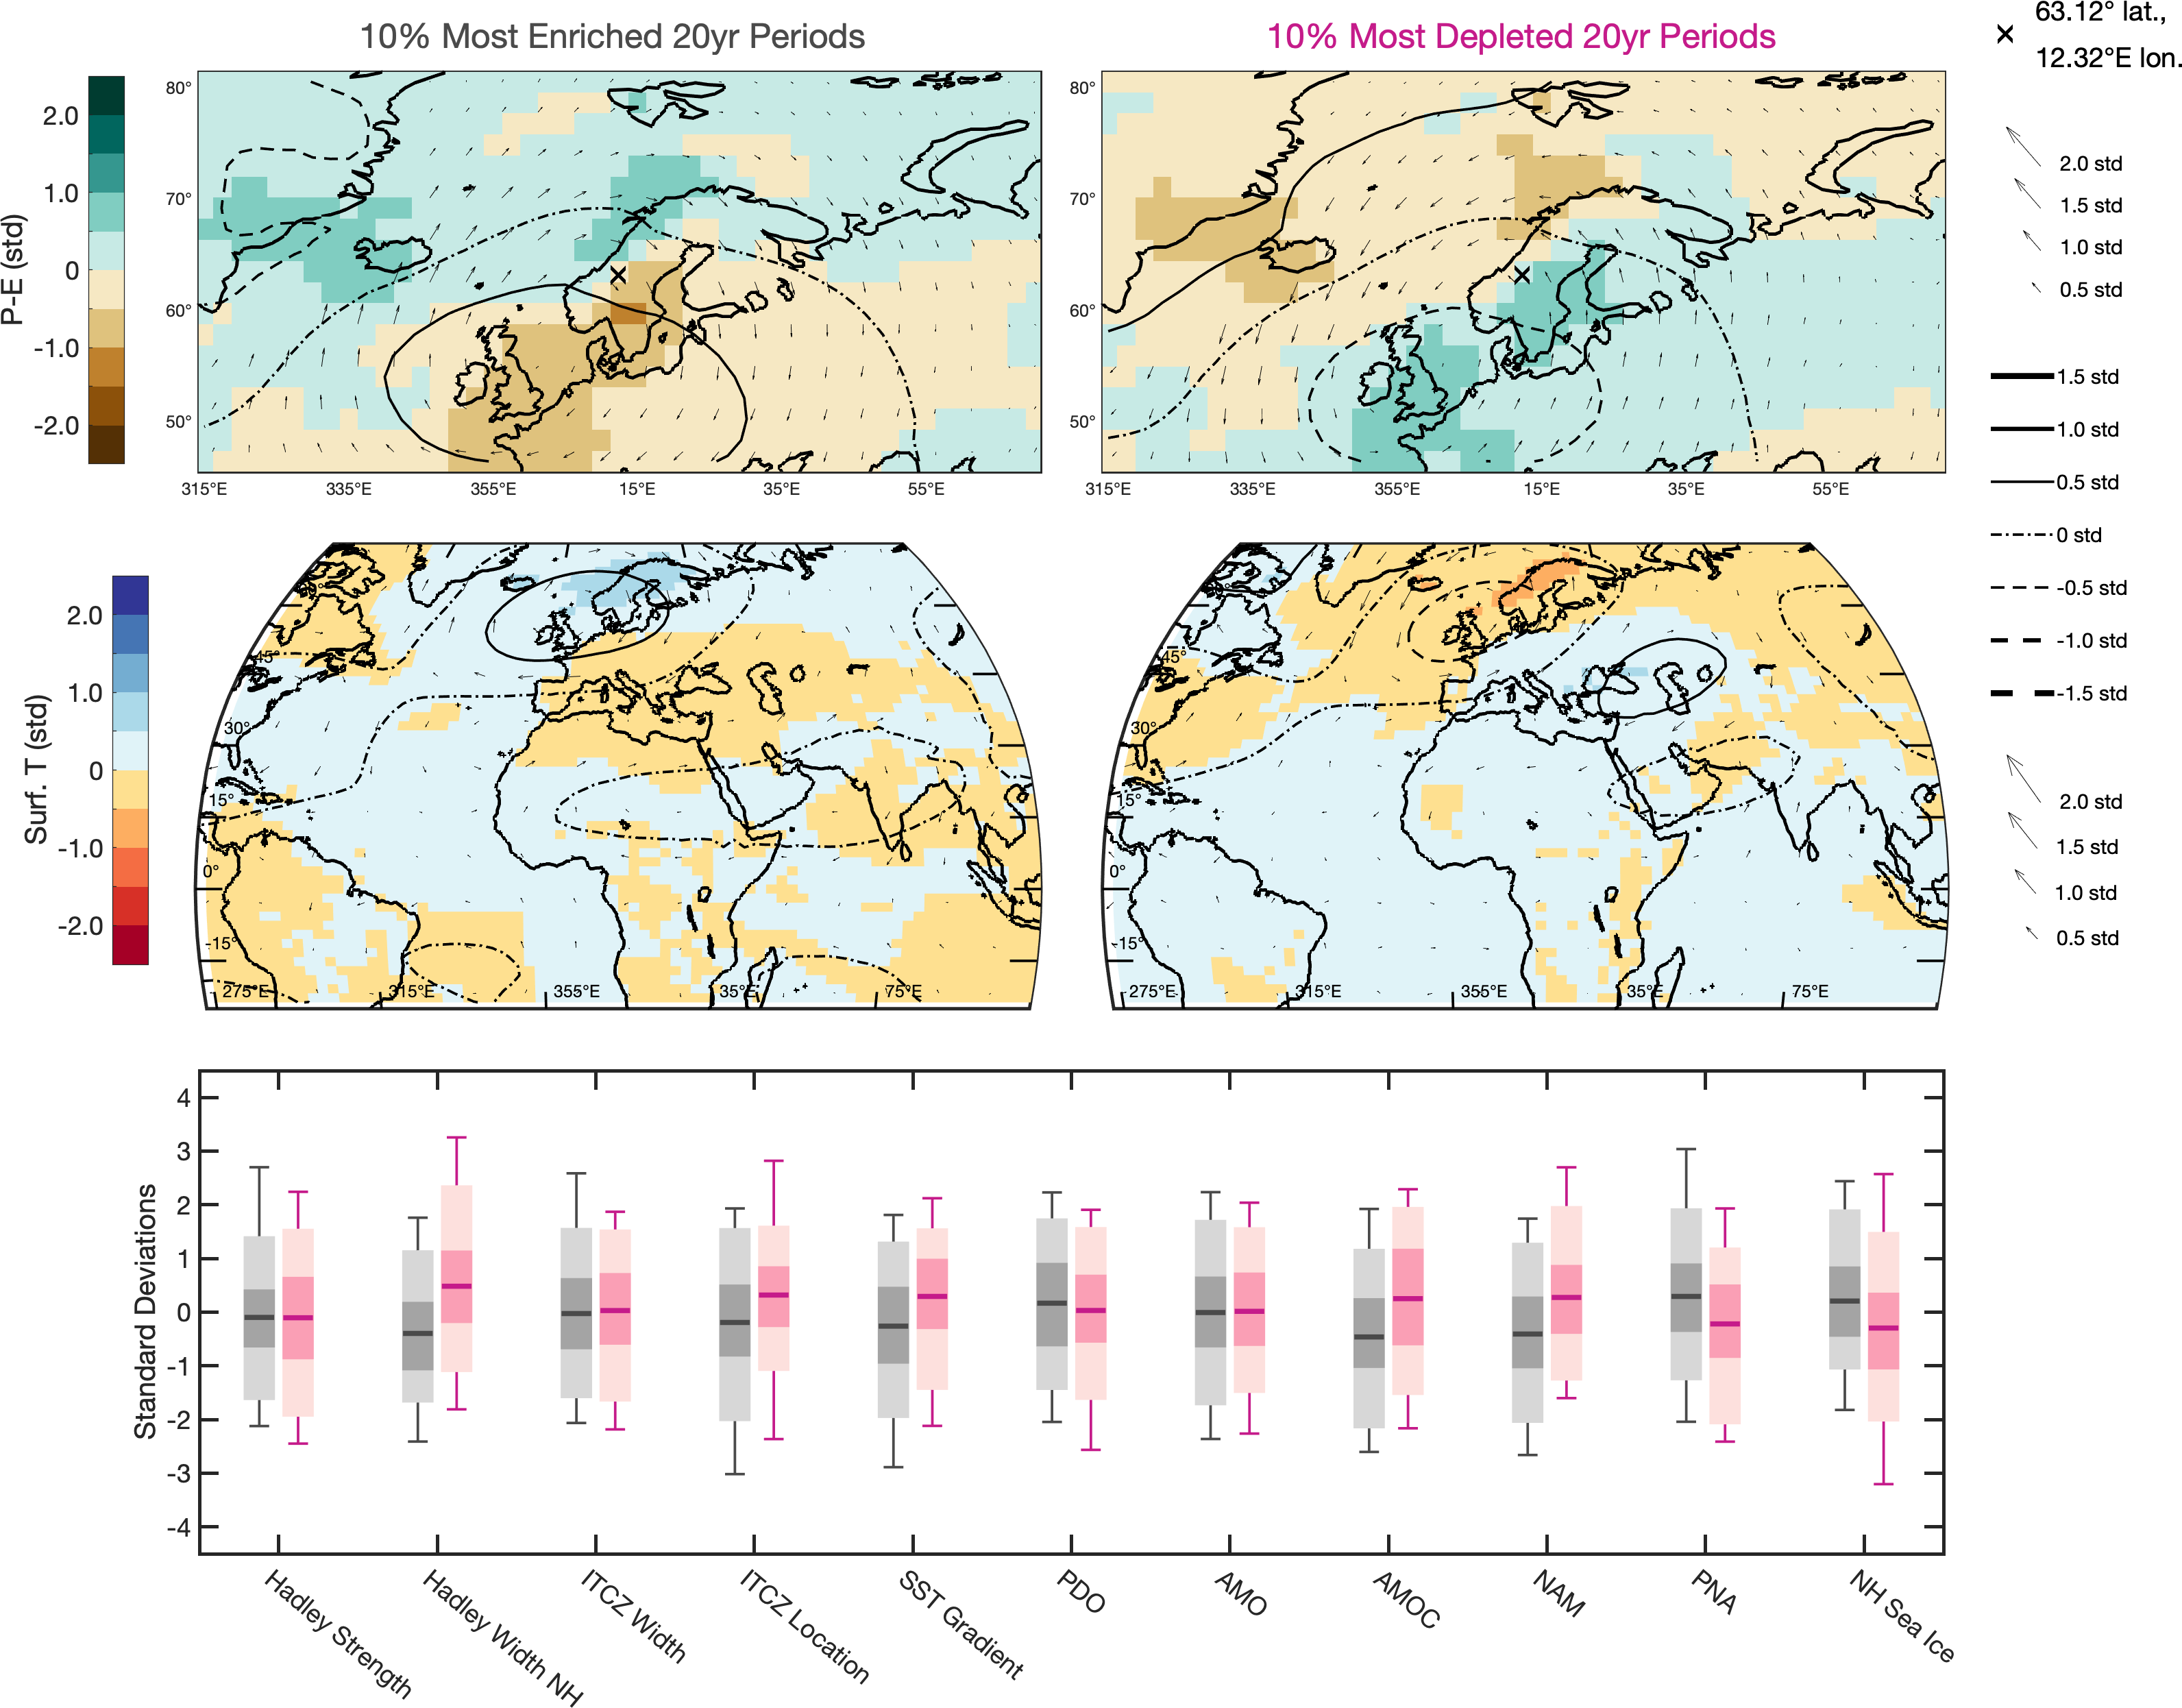 10% Most Enriched 20yr Periods
10% Most Depleted 20yr Periods
63.12° lat.,
12.32°E lon.
P-E (std)
2.0
1.0
0
-1.0
-2.0
80°
70°
60°
50°
315°E 335°E 355°E 15°E 35°E 55°E
80°
70°
60°
50°
315°E 335°E 355°E 15°E 35°E 55°E
2.0 std
1.5 std
1.0 std
0.5 std
1.5 std
1.0 std
0.5 std
0 std
-0.5 std
-1.0 std
-1.5 std
2.0 std
1.5 std
1.0 std
0.5 std
Surf. T (std)
2.0
1.0
0
-1.0
-2.0
45°
30°
15°
0°
-15°
275°E 315°E 355°E 35°E 75°E
45°
30°
15°
0°
-15°
275°E 315°E 355°E 35°E 75°E
Standard Deviations
4
3
2
1
0
-1
-2
-3
-4
Hadley Strength
Hadley Width NH
ITCZ Width
ITCZ Location
SST Gradient
PDO
AMO
AMOC
NAM
PNA
NH Sea Ice